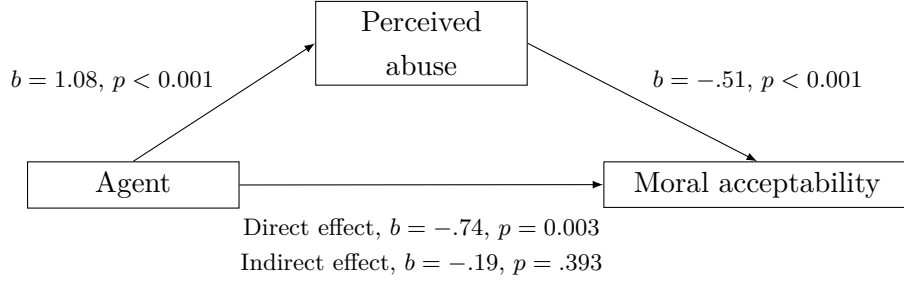 Perceived
abuse
b = 1.08, p < 0.001
b = −.51, p < 0.001
Agent
Moral acceptability
Direct effect, b = −.74, p = 0.003
Indirect effect, b = −.19, p = .393